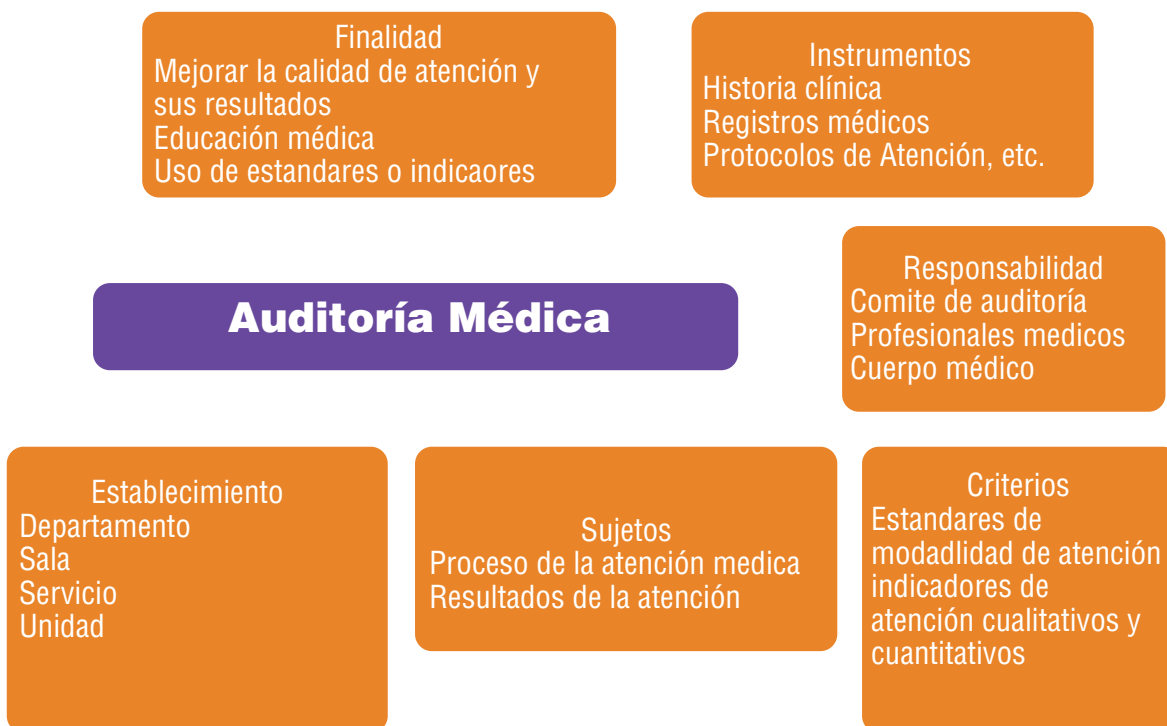 Finalidad
Mejorar la calidad de atención y
sus resultados
Educación médica
Uso de estandares o indicaores
Instrumentos
Historia clínica
Registros médicos
Protocolos de Atención, etc.
Responsabilidad
Comite de auditoría
Profesionales medicos
Cuerpo médico
Auditoría Médica
Establecimiento
Departamento
Sala
Servicio
Unidad
Sujetos
Proceso de la atención medica
Resultados de la atención
Criterios
Estandares de
modadlidad de atención
indicadores de
atención cualitativos y
cuantitativos